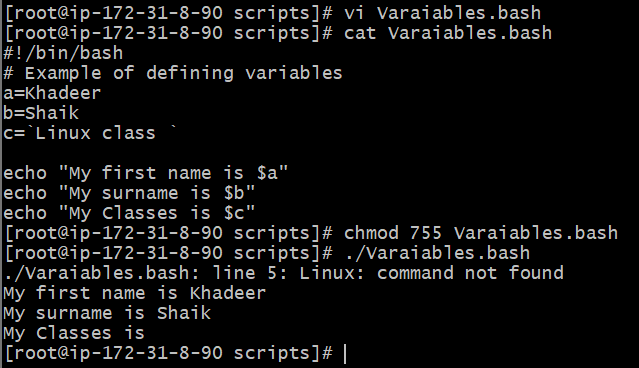 [root@ip-172-31-8-90 scripts]# vi Varaiables.bash
[root@ip-172-31-8-90 scripts]# cat Varaiables.bash
#!/bin/bash
# Example of defining variables
a=Khadeer
b=Shaik
c=`Linux class `
echo "My first name is $a"
echo "My surname is $b"
echo "My Classes is $c"
[root@ip-172-31-8-90 scripts]# chmod 755 Varaiables.bash
[root@ip-172-31-8-90 scripts]# ./Varaiables.bash
./Varaiables.bash: line 5: Linux: command not found
My first name is Khadeer
My surname is Shaik
My Classes is
[root@ip-172-31-8-90 scripts]#